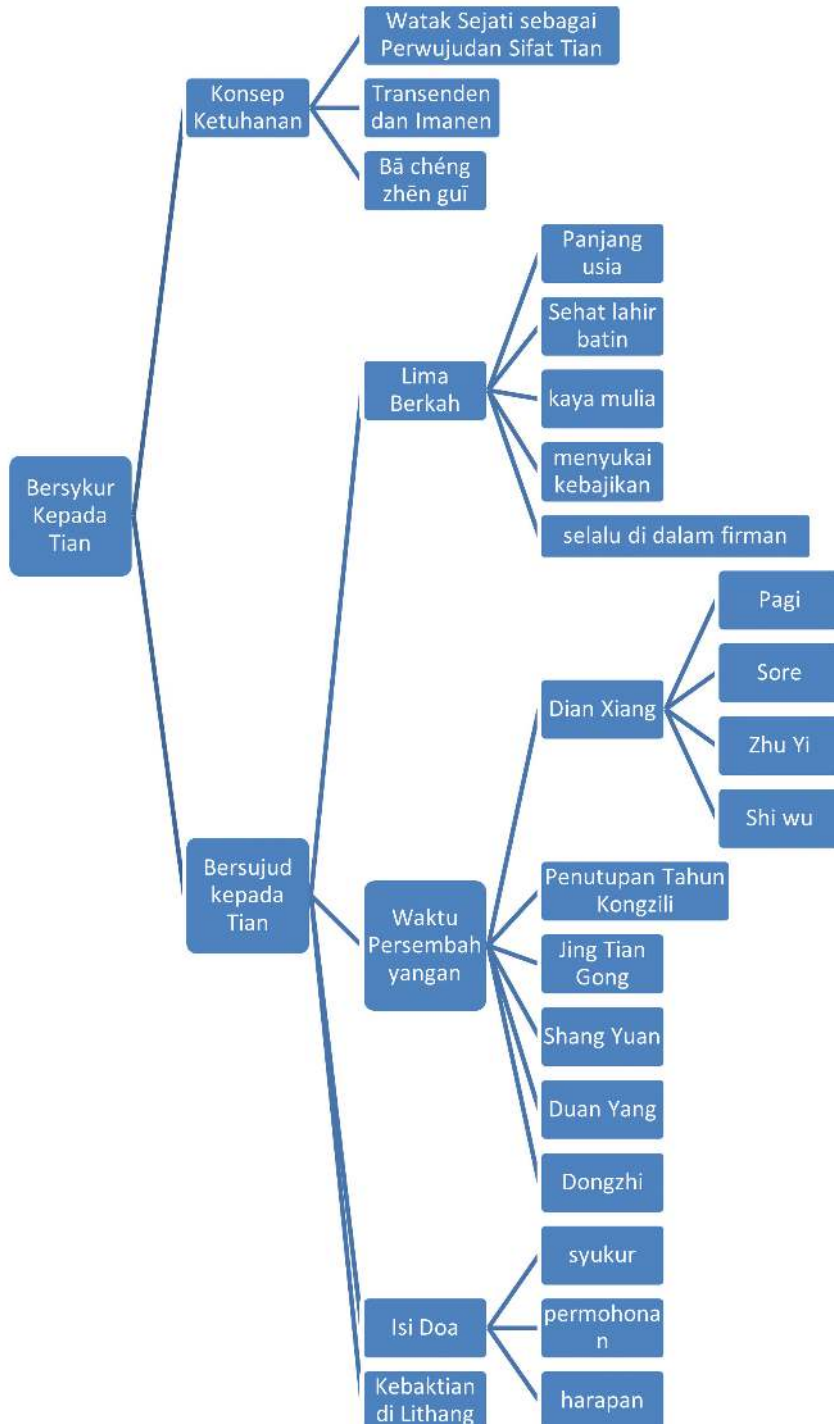 Bersykur
Kepada
Tian
Konsep
Ketuhanan
Watak Sejati sebagai
Perwujudan Sifat Tian
Transenden
dan Imanen
Bā chéng
zhēn guī
Bersujud
kepada
Tian
Lima
Berkah
Panjang
usia
Sehat lahir
batin
kaya mulia
menyukai
kebajikan
selalu di dalam firman
Waktu
Persembah
yangan
Dian Xiang
Pagi
Sore
Zhu Yi
Shi wu
Penutupan Tahun
Kongzili
Jing Tian
Gong
Shang Yuan
Duan Yang
Dongzhi
Isi Doa
syukur
permohona
n
harapan
Kebaktian
di Lithang